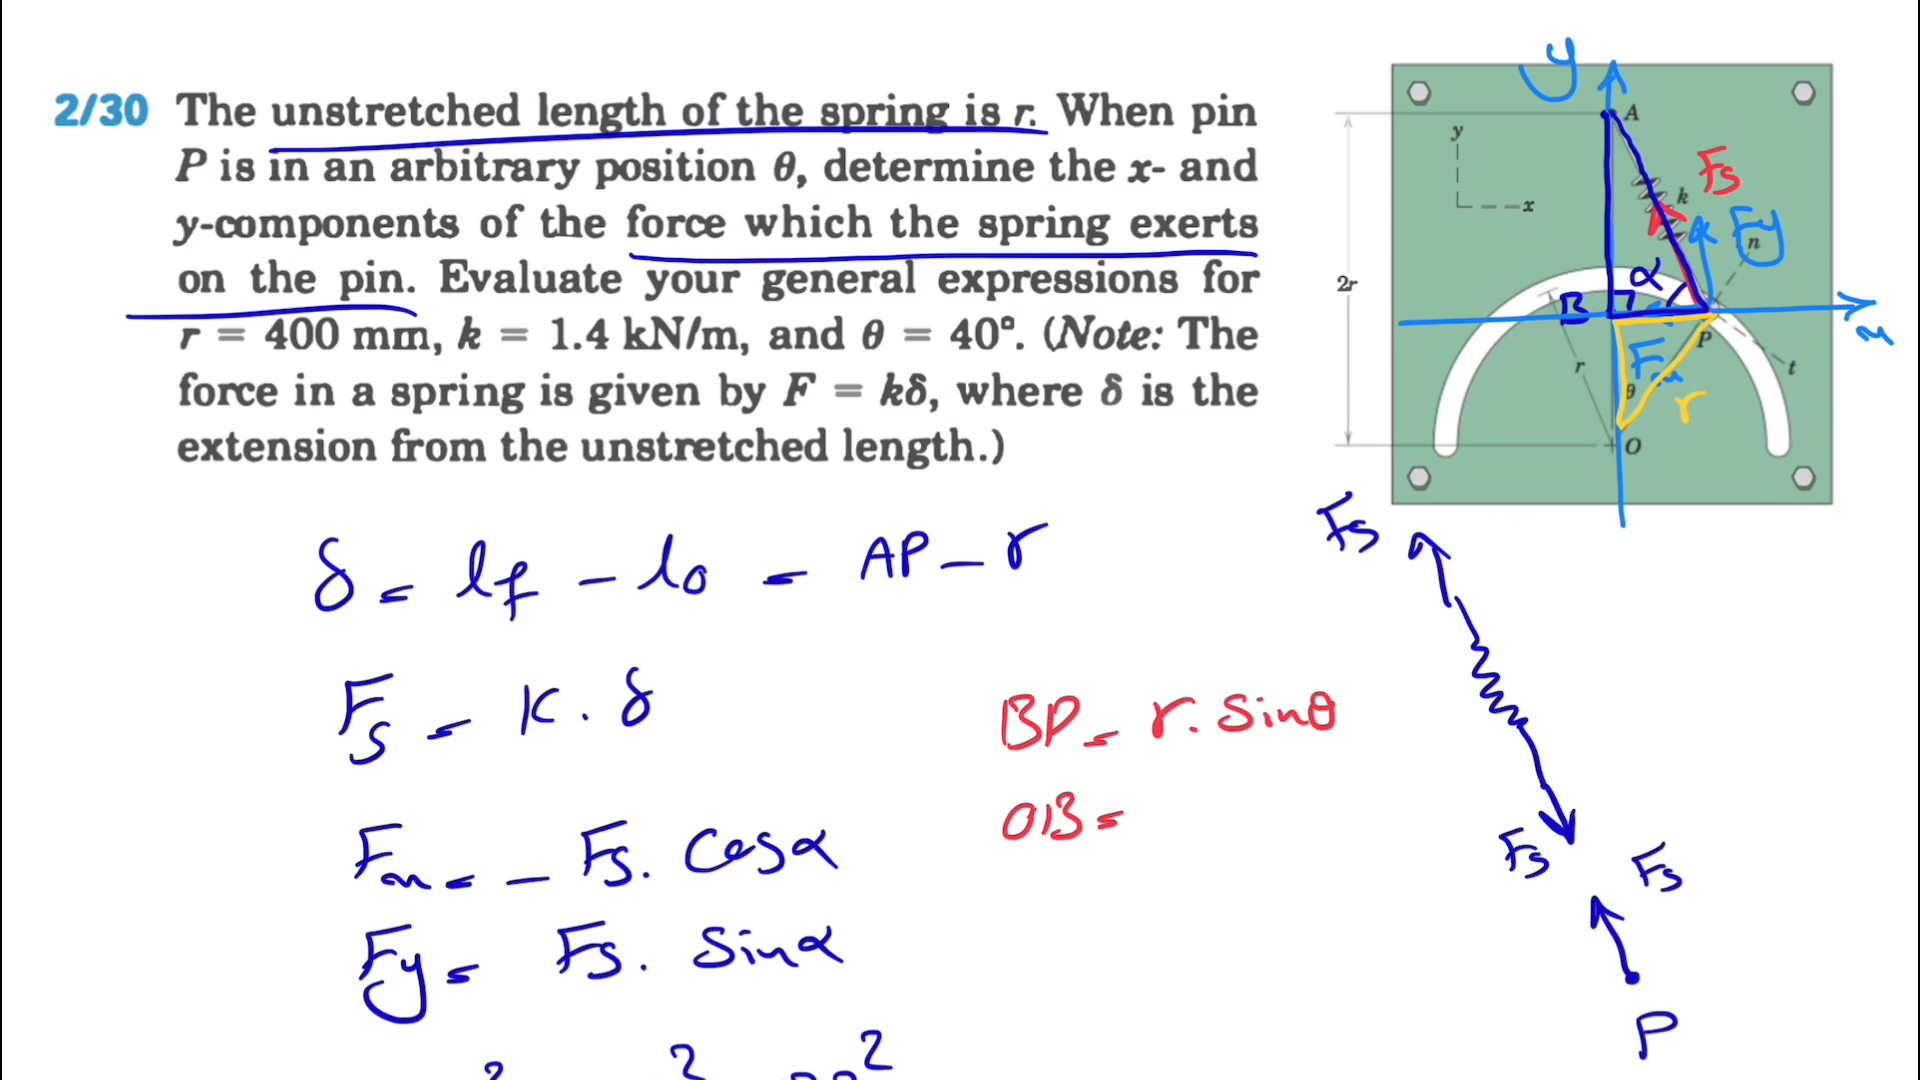 2/30 The unstretched length of the spring is r. When pin
P is in an arbitrary position θ, determine the x- and
y-components of the force which the spring exerts
on the pin. Evaluate your general expressions for
r = 400 mm, k = 1.4 kN/m, and θ = 40°. (Note: The
force in a spring is given by F = kδ, where δ is the
extension from the unstretched length.)
y
A
y
x
Fs
k
Fy
n
2r
α
B
x
P
Fx
r
t
θ
r
O
δ = lf - lo = AP - r
Fs = K . δ
BP = r. Sinθ
OB =
Fx = - Fs. Cosα
Fy = Fs. Sinα
2 2 2
Fs
Fs
Fs
P